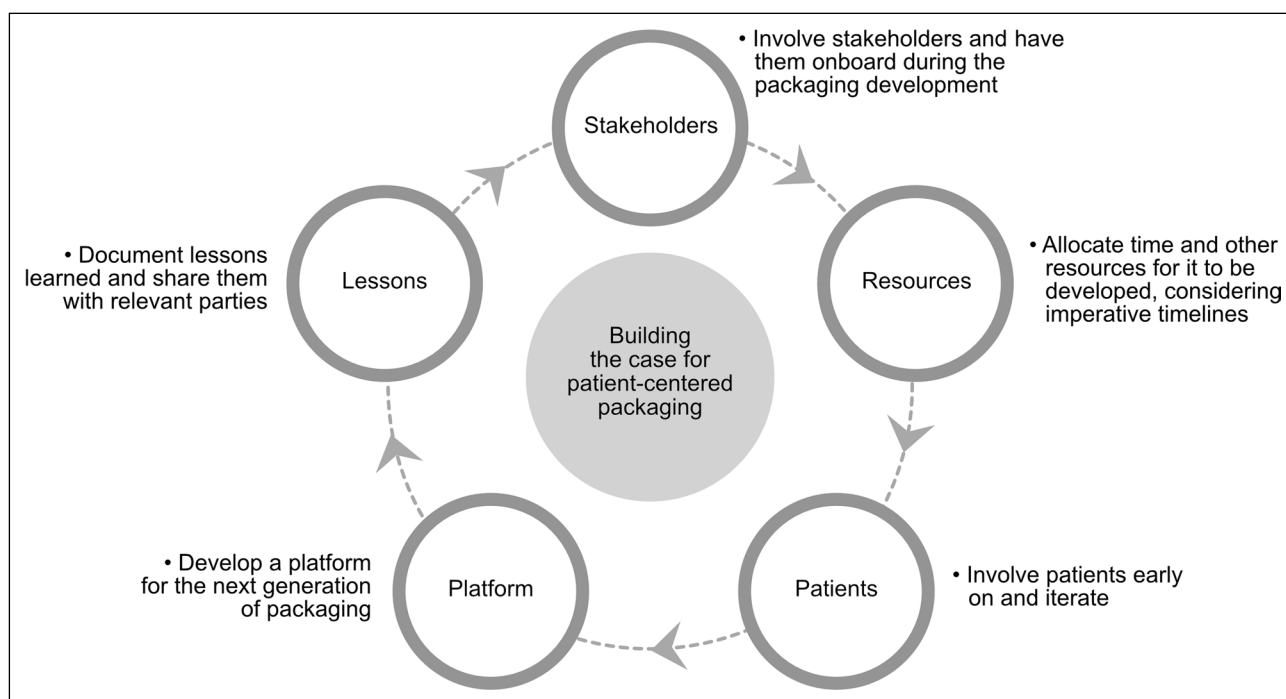 • Involve stakeholders and have
them onboard during the
packaging development
Stakeholders
• Allocate time and other
resources for it to be
developed, considering
imperative timelines
Resources
• Involve patients early
on and iterate
Patients
• Develop a platform
for the next generation
of packaging
Platform
• Document lessons
learned and share them
with relevant parties
Lessons
Building
the case for
patient-centered
packaging